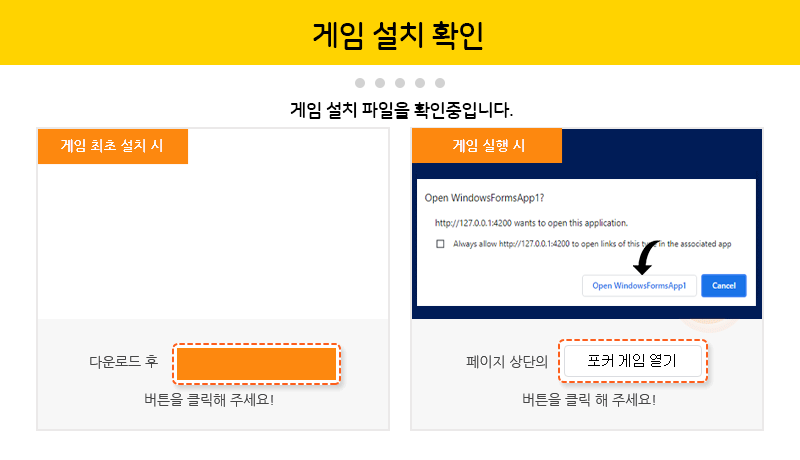 게임 설치 확인
게임 설치 파일을 확인중입니다.
게임 최초 설치 시
다운로드 후
버튼을 클릭해 주세요!
게임 실행 시
Open WindowsFormsApp1?
http://127.0.0.1:4200 wants to open this application.
Always allow http://127.0.0.1:4200 to open links of this type in the associated app
Open WindowsFormsApp1
Cancel
페이지 상단의 포커 게임 열기
버튼을 클릭 해 주세요!